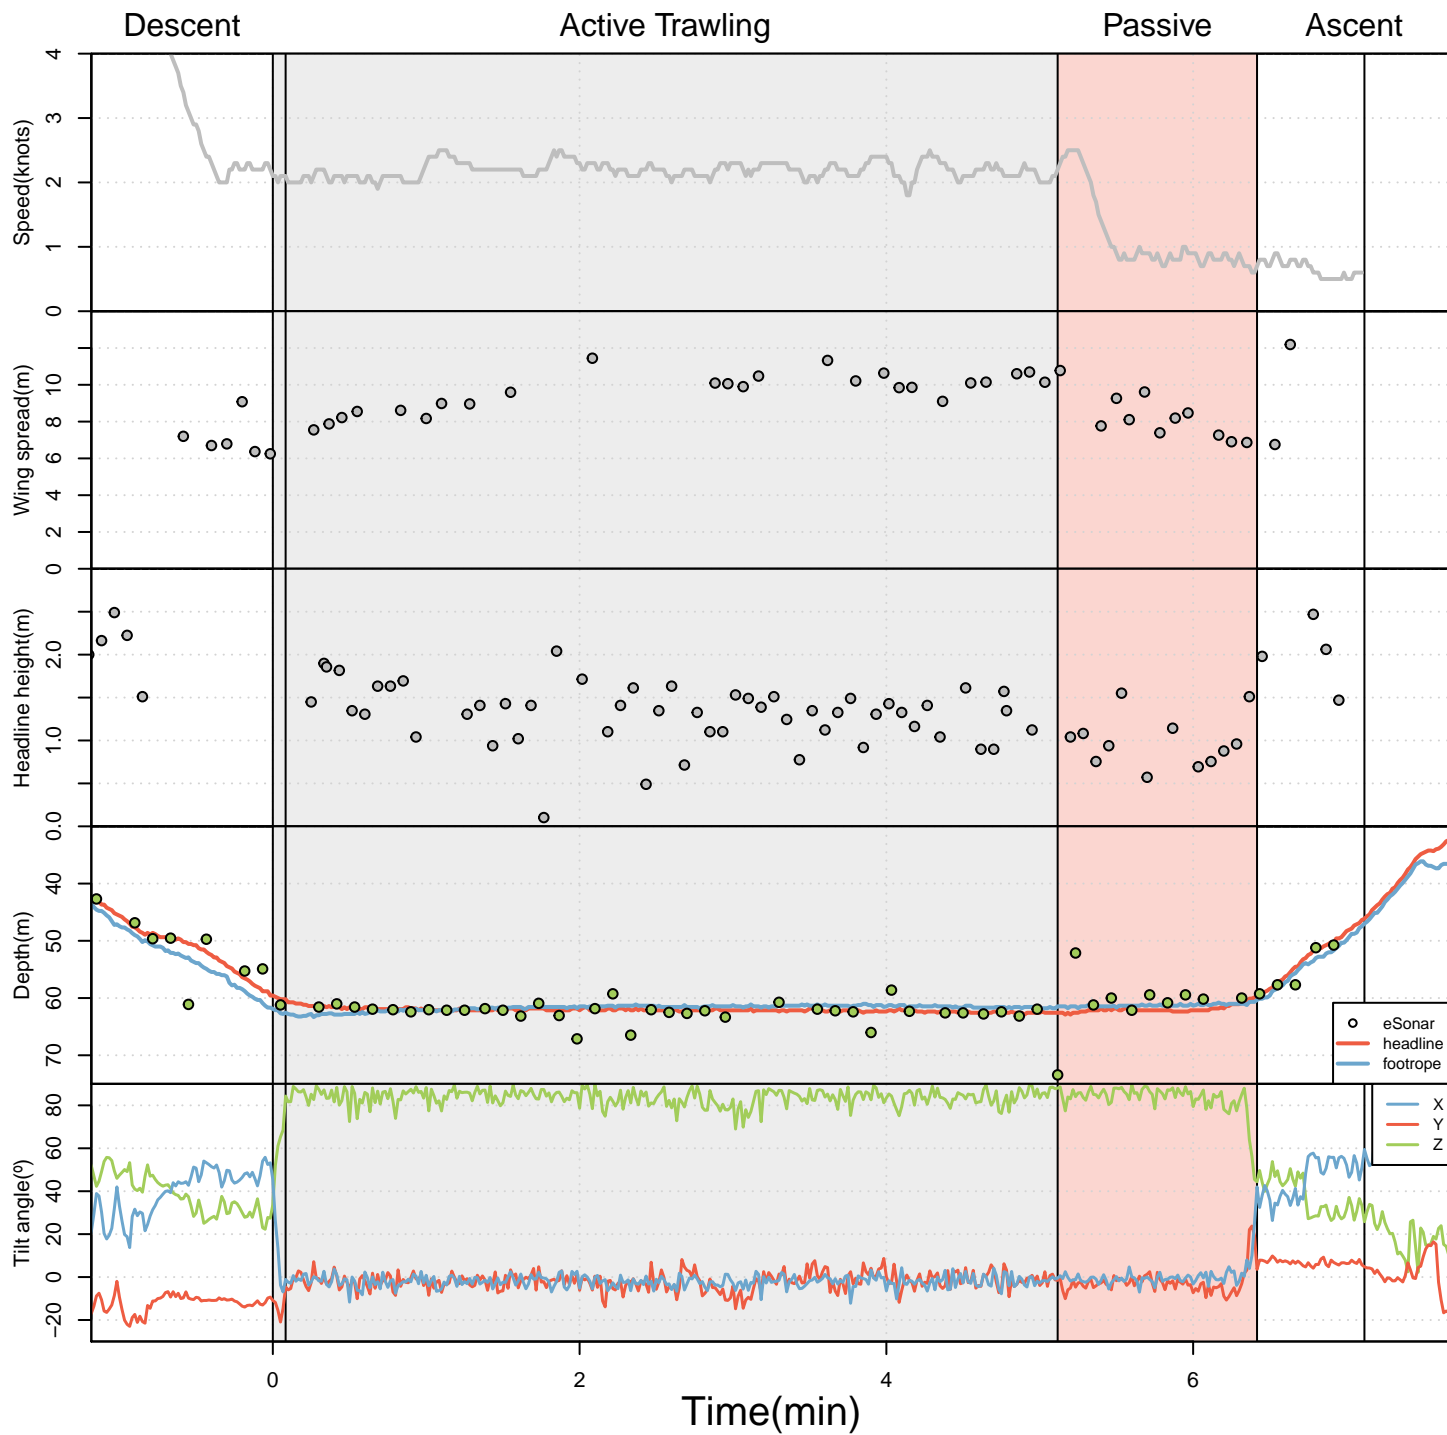 Descent Active Trawling Passive Ascent
Speed(knots)
4
3
2
1
0
Wing spread(m)
10
8
6
4
2
0
Headline height(m)
2.0
1.0
0.0
Depth(m)
40
50
60
70
eSonar
headline
footrope
Tilt angle(º)
80
60
40
20
0
−20
X
Y
Z
0 2 4 6
Time(min)